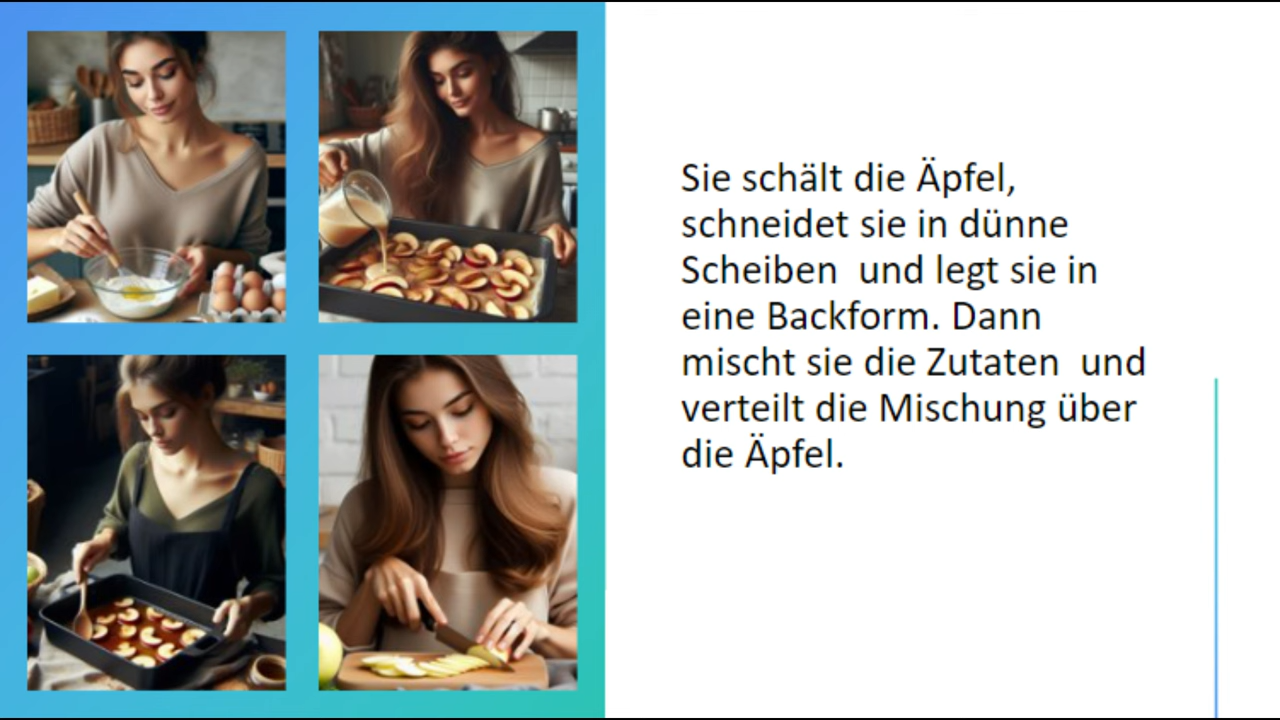 Sie schält die Äpfel,
schneidet sie in dünne
Scheiben  und legt sie in
eine Backform. Dann
mischt sie die Zutaten  und
verteilt die Mischung über
die Äpfel.